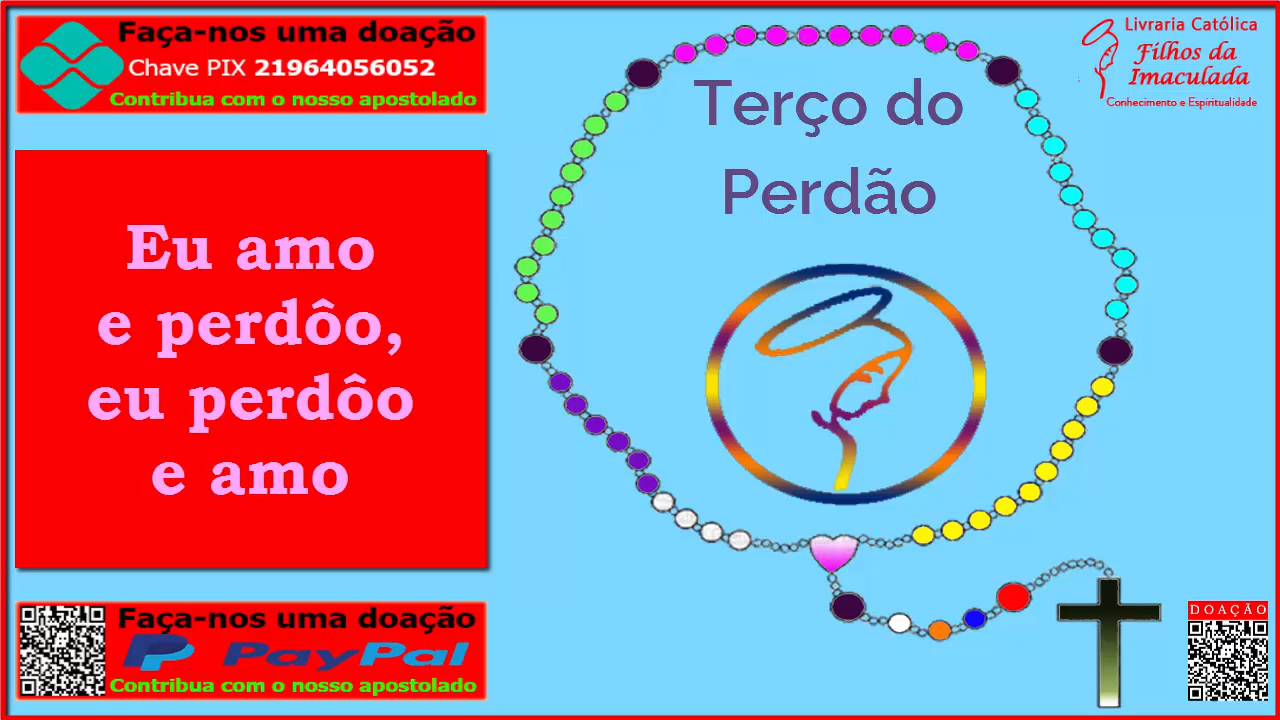 Faça-nos uma doação
Chave PIX 21964056052
Contribua com o nosso apostolado
Livraria Católica
Filhos da
Imaculada
Conhecimento e Espiritualidade
Terço do
Perdão
Eu amo
e perdôo,
eu perdôo
e amo
Faça-nos uma doação
PayPal
Contribua com o nosso apostolado
DOAÇÃO